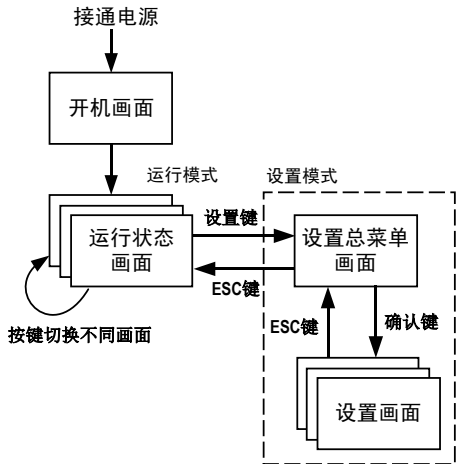 接通电源
开机画面
运行模式
设置模式
运行状态
画面
设置键
设置总菜单
画面
ESC键
按键切换不同画面
ESC键
确认键
设置画面